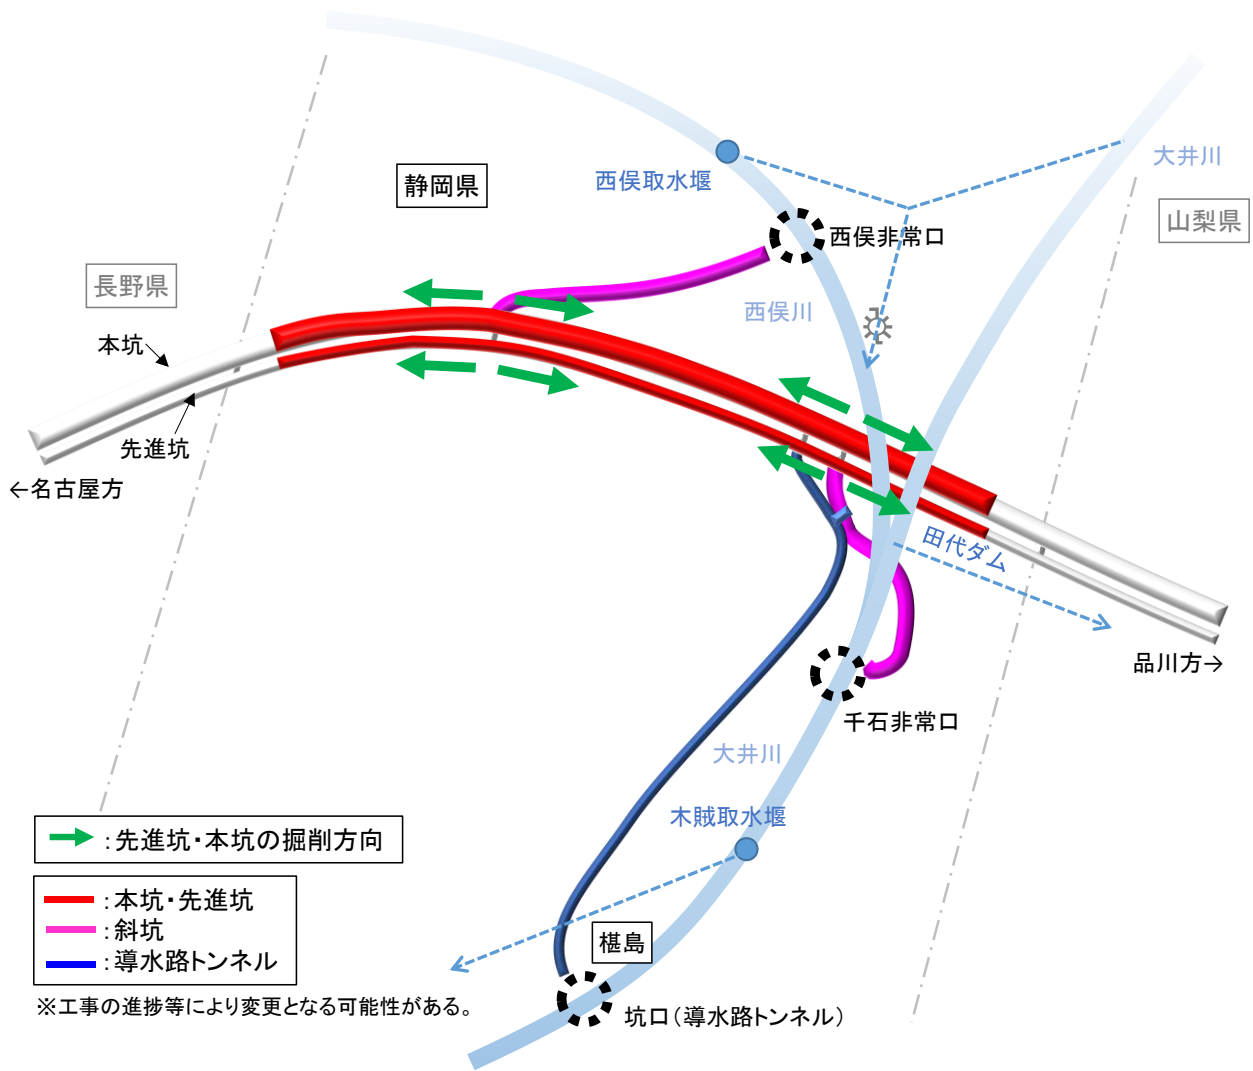 大井川
静岡県
西俣取水堰
山梨県
西俣非常口
長野県
西俣川
本坑
先進坑
←名古屋方
田代ダム
品川方→
千石非常口
大井川
木賊取水堰
:先進坑・本坑の掘削方向
:本坑・先進坑
:斜坑
:導水路トンネル
椹島
※工事の進捗等により変更となる可能性がある。
坑口(導水路トンネル)